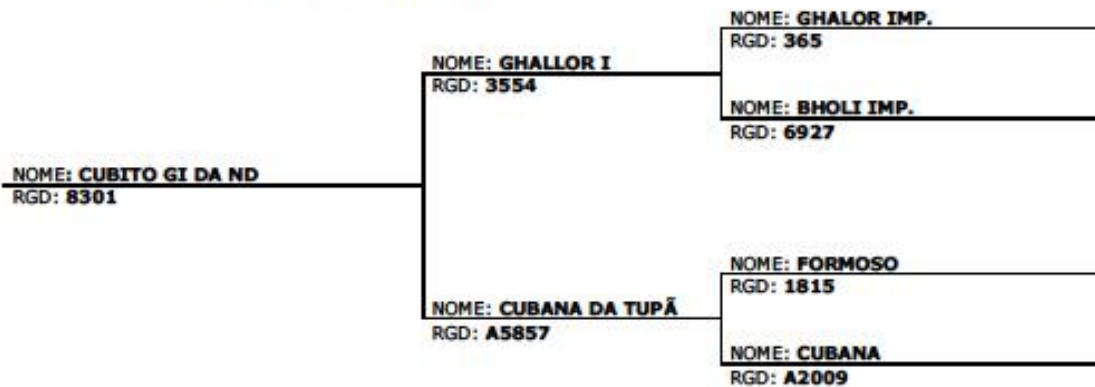 NOME: GHALOR IMP.
RGD: 365
NOME: GHALLOR I
RGD: 3554
NOME: BHOLI IMP.
RGD: 6927
NOME: CUBITO GI DA ND
RGD: 8301
NOME: FORMOSO
RGD: 1815
NOME: CUBANA DA TUPÃ
RGD: A5857
NOME: CUBANA
RGD: A2009